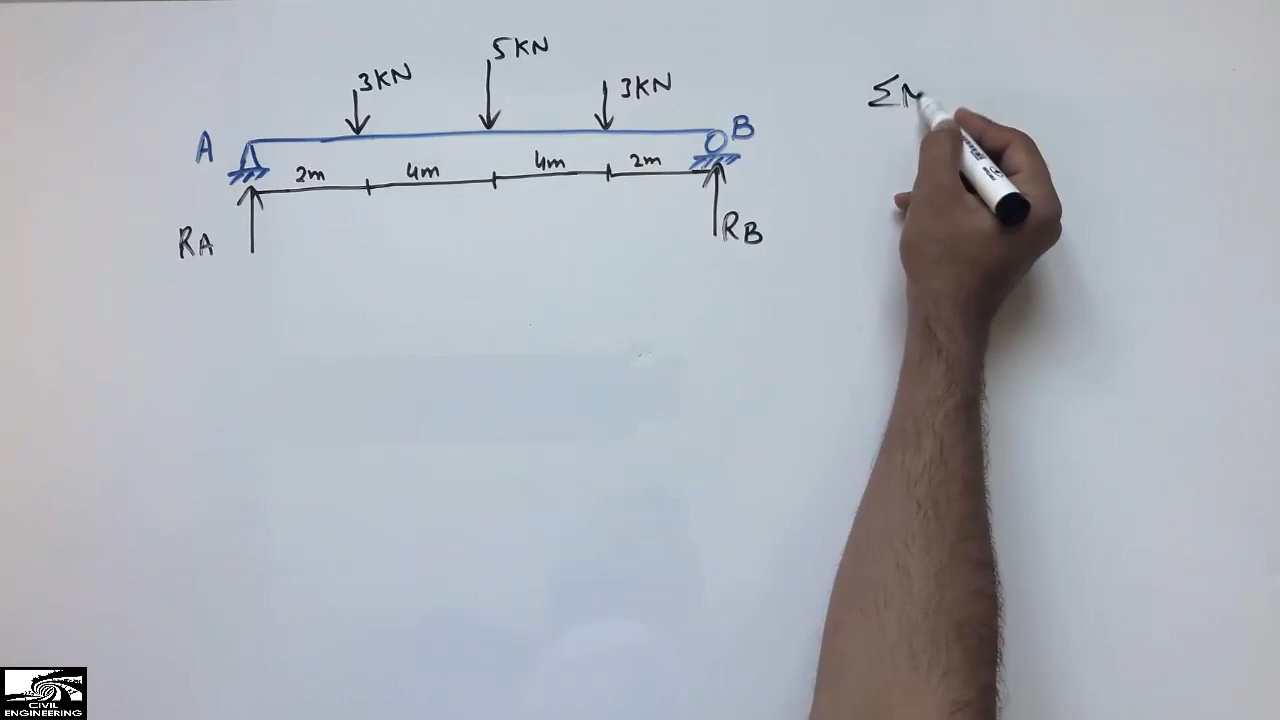 5KN
3KN
3KN
ΣM
A
B
2m
4m
4m
2m
RA
RB
CIVIL
ENGINEERING